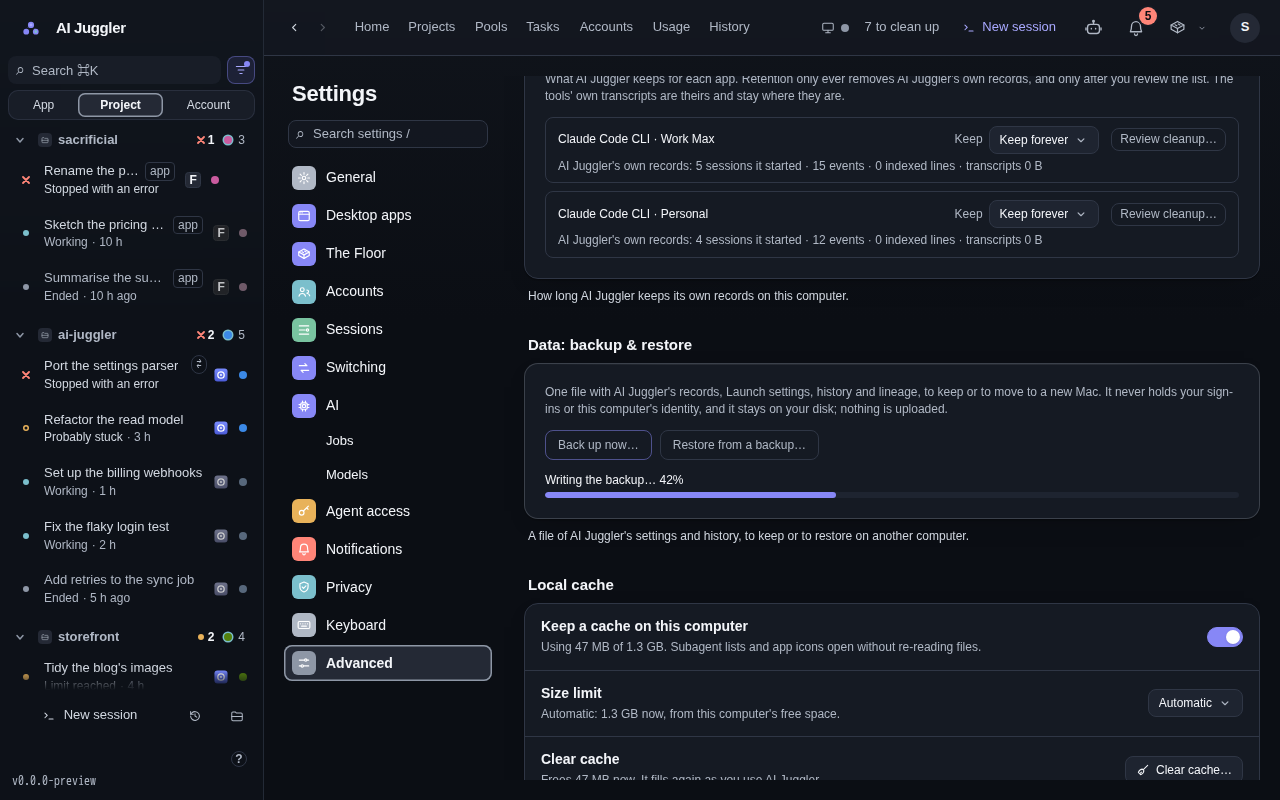 AI Juggler
Search ⌘K
App
Project
Account
sacrificial
1
3
Rename the p…
app
F
Stopped with an error
Sketch the pricing …
app
F
Working · 10 h
Summarise the su…
app
F
Ended · 10 h ago
ai-juggler
2
5
Port the settings parser
Stopped with an error
Refactor the read model
Probably stuck · 3 h
Set up the billing webhooks
Working · 1 h
Fix the flaky login test
Working · 2 h
Add retries to the sync job
Ended · 5 h ago
storefront
2
4
Tidy the blog's images
Limit reached · 4 h
New session
?
v0.0.0-preview
Home
Projects
Pools
Tasks
Accounts
Usage
History
7 to clean up
New session
5
S
Settings
Search settings /
General
Desktop apps
The Floor
Accounts
Sessions
Switching
AI
Jobs
Models
Agent access
Notifications
Privacy
Keyboard
Advanced
What AI Juggler keeps for each app. Retention only ever removes AI Juggler's own records, and only after you review the list. The
tools' own transcripts are theirs and stay where they are.
Claude Code CLI · Work Max
Keep
Keep forever
Review cleanup…
AI Juggler's own records: 5 sessions it started · 15 events · 0 indexed lines · transcripts 0 B
Claude Code CLI · Personal
Keep
Keep forever
Review cleanup…
AI Juggler's own records: 4 sessions it started · 12 events · 0 indexed lines · transcripts 0 B
How long AI Juggler keeps its own records on this computer.
Data: backup & restore
One file with AI Juggler's records, Launch settings, history and lineage, to keep or to move to a new Mac. It never holds your sign-
ins or this computer's identity, and it stays on your disk; nothing is uploaded.
Back up now…
Restore from a backup…
Writing the backup… 42%
A file of AI Juggler's settings and history, to keep or to restore on another computer.
Local cache
Keep a cache on this computer
Using 47 MB of 1.3 GB. Subagent lists and app icons open without re-reading files.
Size limit
Automatic: 1.3 GB now, from this computer's free space.
Automatic
Clear cache
Frees 47 MB now. It fills again as you use AI Juggler.
Clear cache…